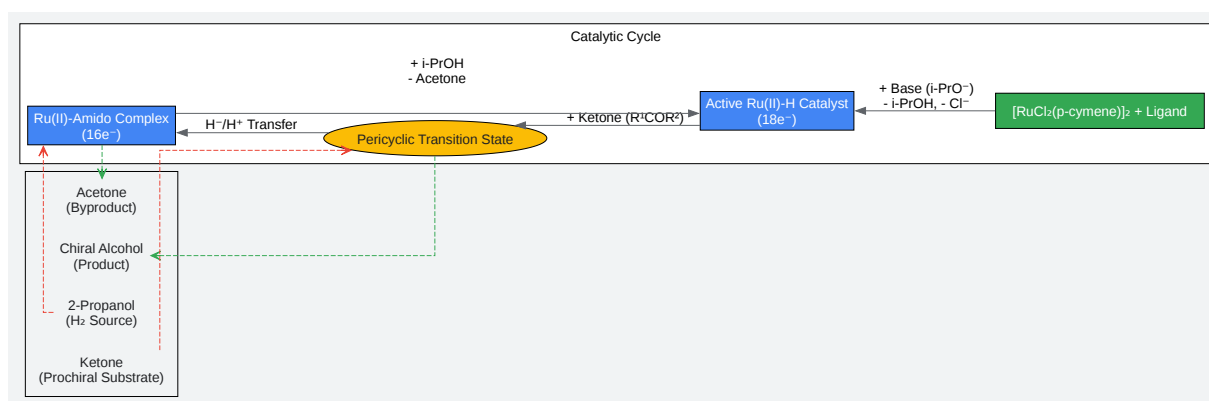 Catalytic Cycle
+ i-PrOH
- Acetone
Ru(II)-Amido Complex
(16e⁻)
H⁻/H⁺ Transfer
Pericyclic Transition State
+ Ketone (R¹COR²)
Active Ru(II)-H Catalyst
(18e⁻)
+ Base (i-PrO⁻)
- i-PrOH, - Cl⁻
[RuCl₂(p-cymene)]₂ + Ligand
Acetone
(Byproduct)
Chiral Alcohol
(Product)
2-Propanol
(H₂ Source)
Ketone
(Prochiral Substrate)